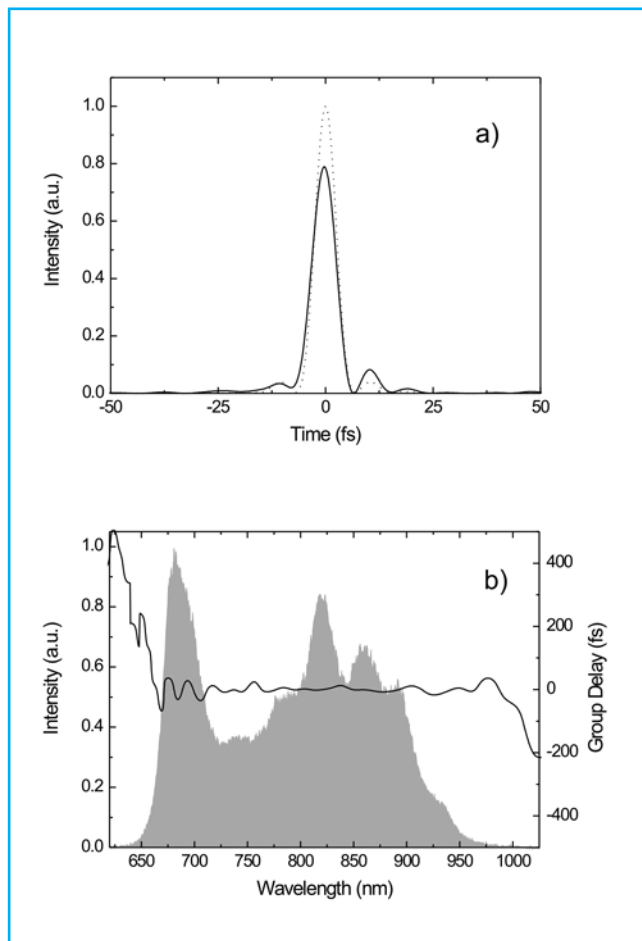 a)
1.0
0.8
0.6
0.4
0.2
0.0
Intensity (a.u.)
-50 -25 0 25 50
Time (fs)
b)
1.0
0.8
0.6
0.4
0.2
0.0
Intensity (a.u.)
400
200
0
-200
-400
Group Delay (fs)
650 700 750 800 850 900 950 1000
Wavelength (nm)